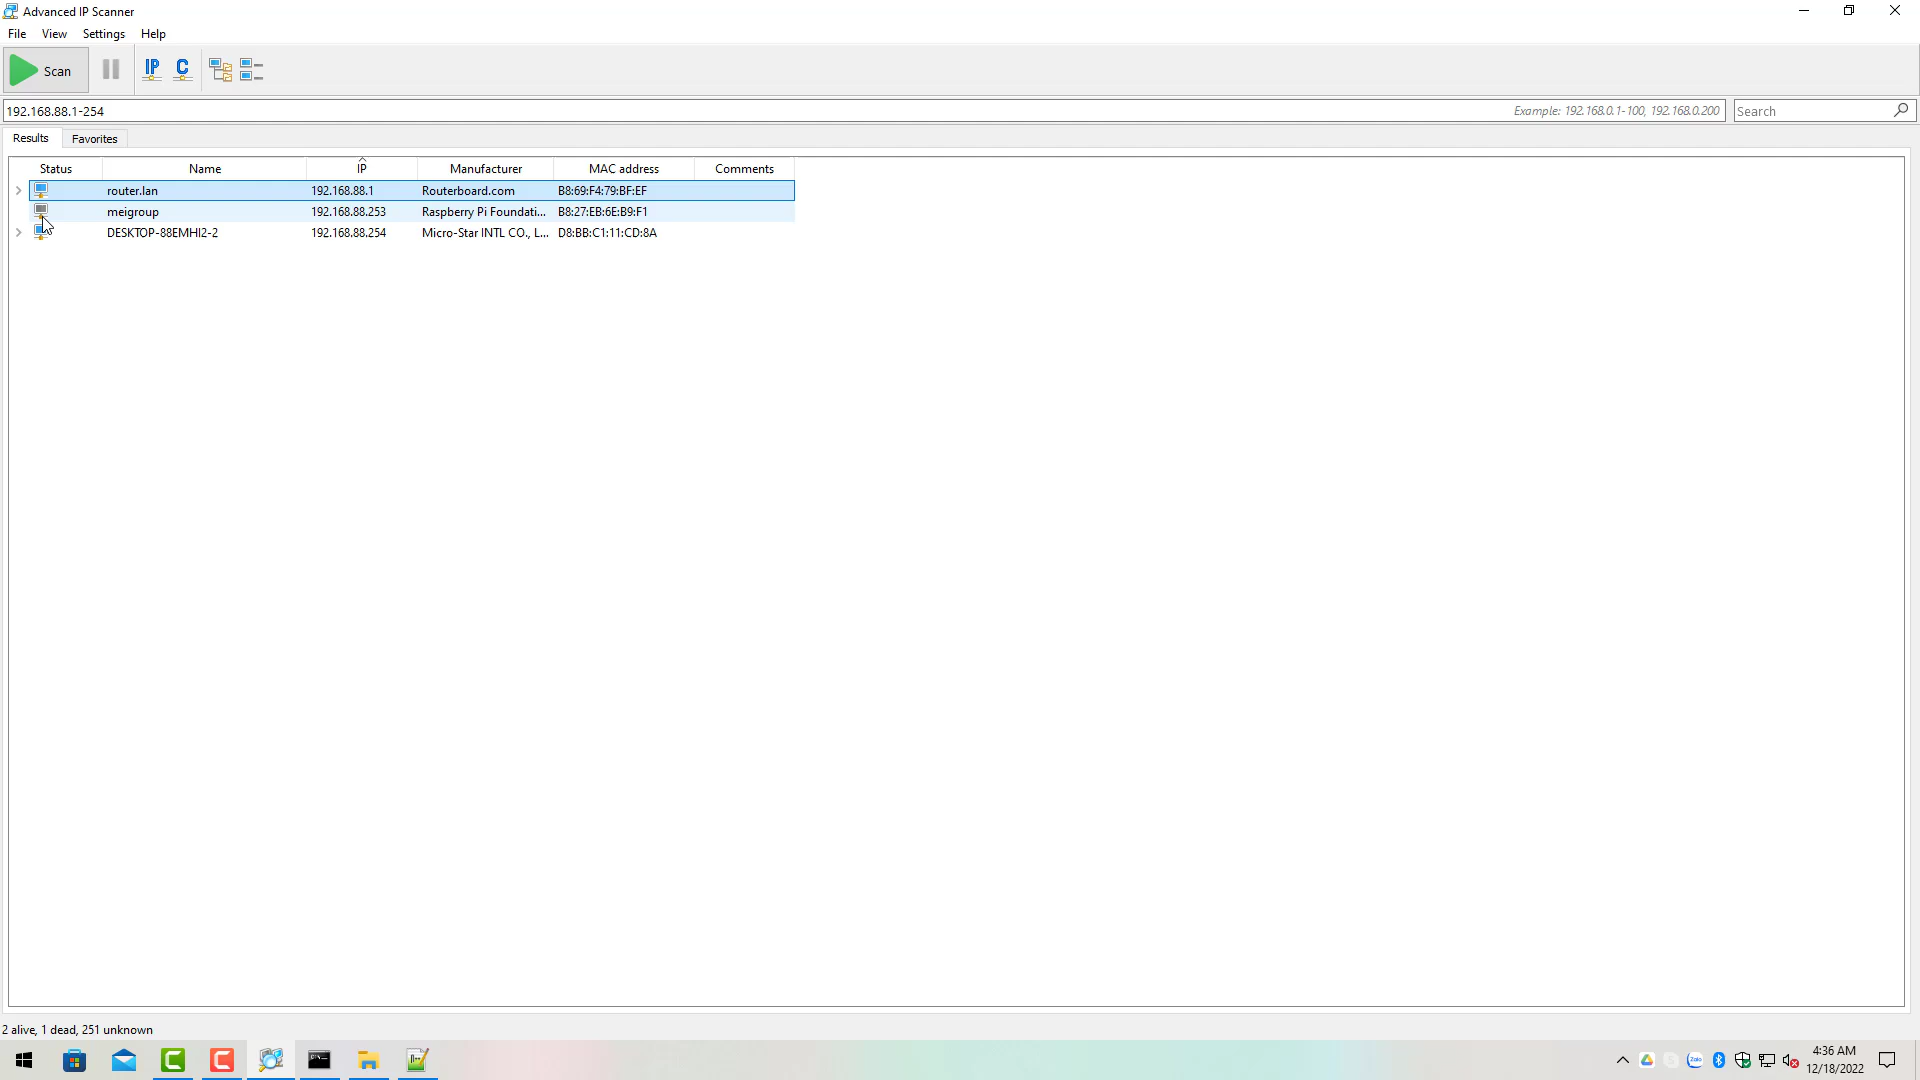 Advanced IP Scanner
File View Settings Help
Scan IP C
192.168.88.1-254 Example: 192.168.0.1-100, 192.168.0.200 Search
Results Favorites
Status Name IP Manufacturer MAC address Comments
router.lan 192.168.88.1 Routerboard.com B8:69:F4:79:BF:EF
meigroup 192.168.88.253 Raspberry Pi Foundati... B8:27:EB:6E:B9:F1
DESKTOP-88EMHI2-2 192.168.88.254 Micro-Star INTL CO., L... D8:BB:C1:11:CD:8A
2 alive, 1 dead, 251 unknown
Zalo 4:36 AM
12/18/2022